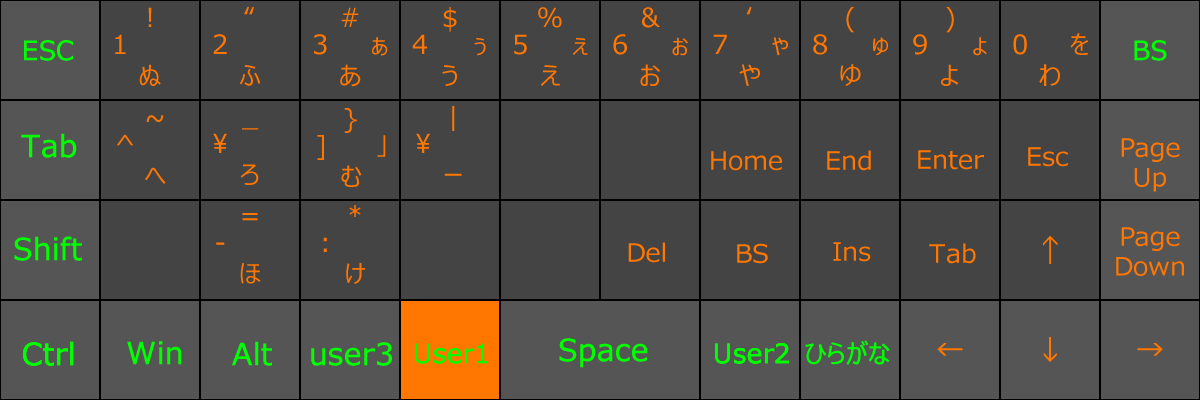 ESC
! 1 ぬ
“ 2 ふ
# 3 ぁ あ
$ 4 ぅ う
% 5 ぇ え
& 6 ぉ お
‘ 7 ゃ や
( 8 ゅ ゆ
) 9 ょ よ
0 を わ
BS
Tab
~ ^ へ
_ ¥ ろ
} ] 」 む
| ¥ ー
Home
End
Enter
Esc
Page
Up
Shift
= - ほ
* : け
Del
BS
Ins
Tab
↑
Page
Down
Ctrl
Win
Alt
user3
User1
Space
User2
ひらがな
←
↓
→